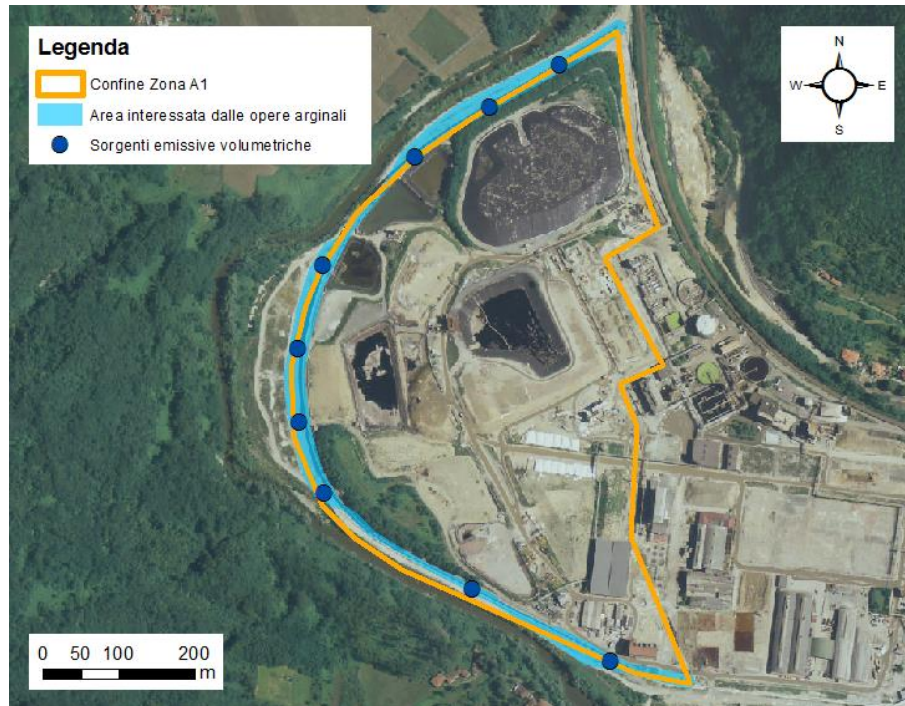 Legenda
Confine Zona A1
Area interessata dalle opere arginali
Sorgenti emissive volumetriche
N
W E
S
0 50 100 200
m